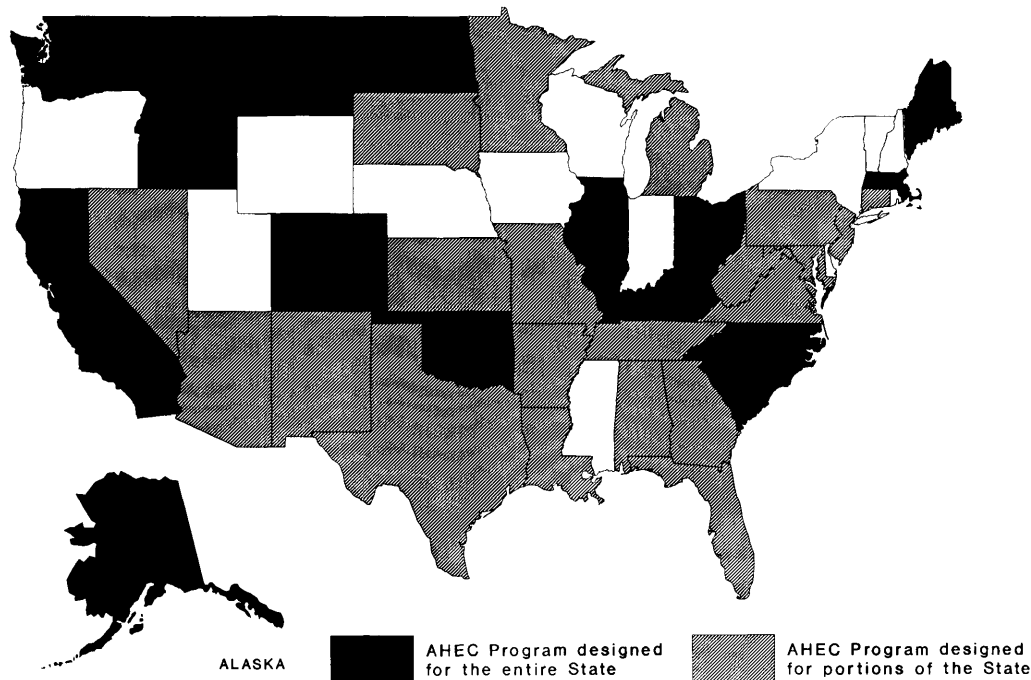 ALASKA
AHEC Program designed
for the entire State
AHEC Program designed
for portions of the State